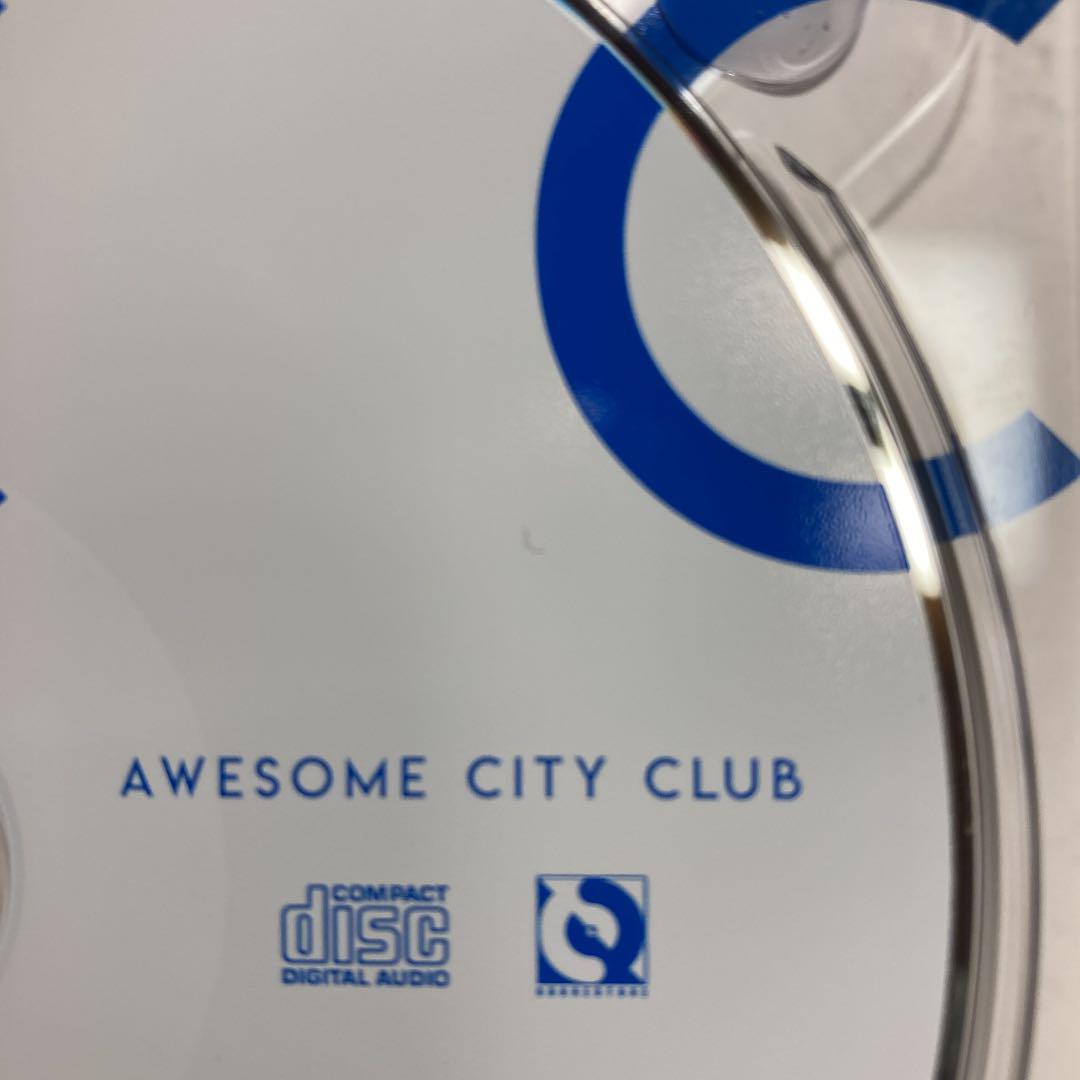 C
AWESOME CITY CLUB
COMPACT
disc
DIGITAL AUDIO